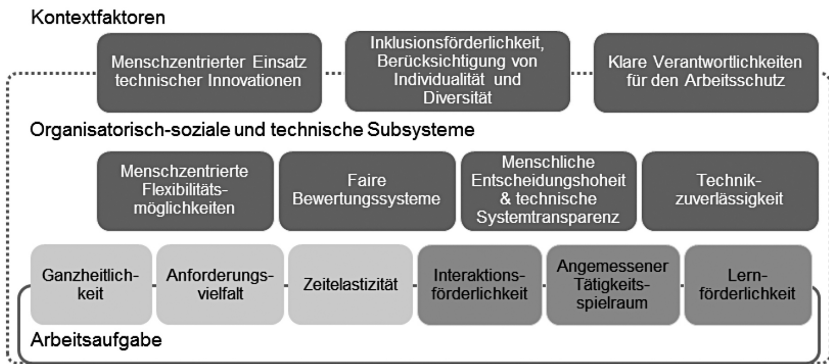 Kontextfaktoren
Menschzentrierter Einsatz
technischer Innovationen
Inklusionsförderlichkeit,
Berücksichtigung von
Individualität und
Diversität
Klare Verantwortlichkeiten
für den Arbeitsschutz
Organisatorisch-soziale und technische Subsysteme
Menschzentrierte
Flexibilitäts-
möglichkeiten
Faire
Bewertungssysteme
Menschliche
Entscheidungshoheit
& technische
Systemtransparenz
Technik-
zuverlässigkeit
Ganzheitlich-
keit
Anforderungs-
vielfalt
Zeitelastizität
Interaktions-
förderlichkeit
Angemessener
Tätigkeits-
spielraum
Lern-
förderlichkeit
Arbeitsaufgabe